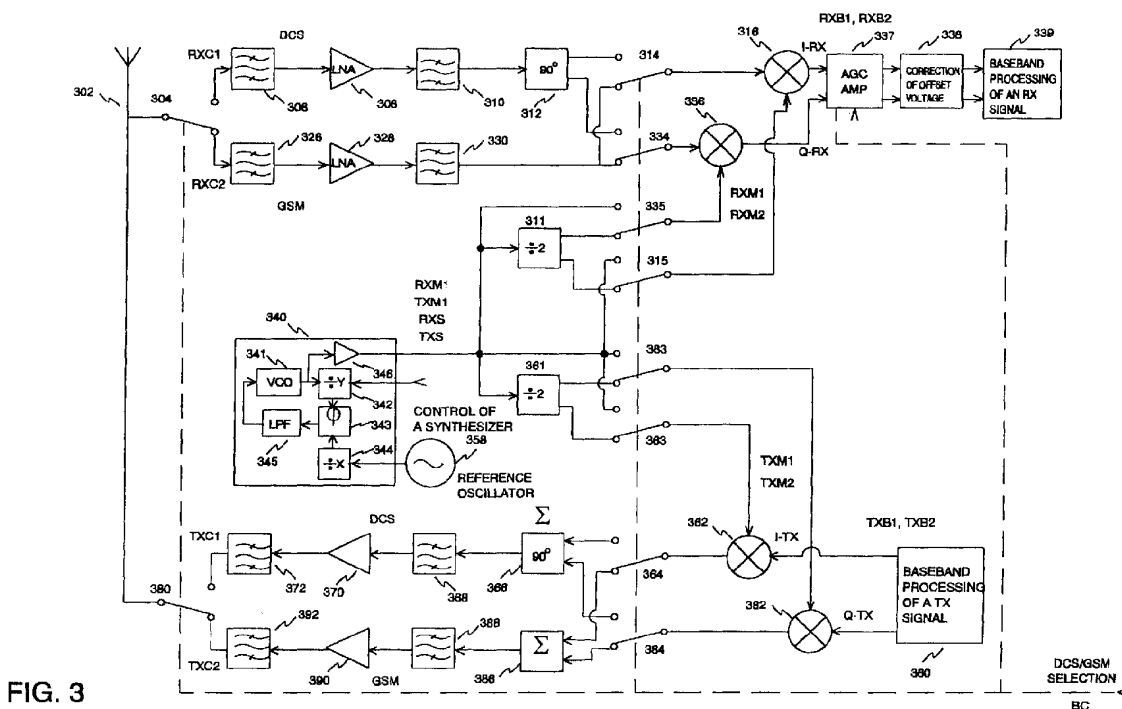 RXB1, RXB2
DCS
RXC1
LNA
90°
314
316
I-RX
337
338
339
AGC
AMP
CORRECTION
OF OFFSET
VOLTAGE
BASEBAND
PROCESSING
OF AN RX
SIGNAL
302
304
306
306
310
312
336
326
328
330
334
LNA
Q-RX
RXC2
GSM
RXM1
RXM2
335
311
÷2
315
RXM1
TXM1
RXS
TXS
340
341
VCO
346
÷Y
342
361
÷2
383
LPF
343
CONTROL OF
A SYNTHESIZER
363
345
344
358
÷X
REFERENCE
OSCILLATOR
TXM1
TXM2
TXC1
DCS
Σ
90°
362
I-TX
TXB1, TXB2
372
370
368
366
364
BASEBAND
PROCESSING
OF A TX
SIGNAL
380
392
388
Σ
382
Q-TX
TXC2
390
GSM
386
384
360
FIG. 3
DCS/GSM
SELECTION
BC